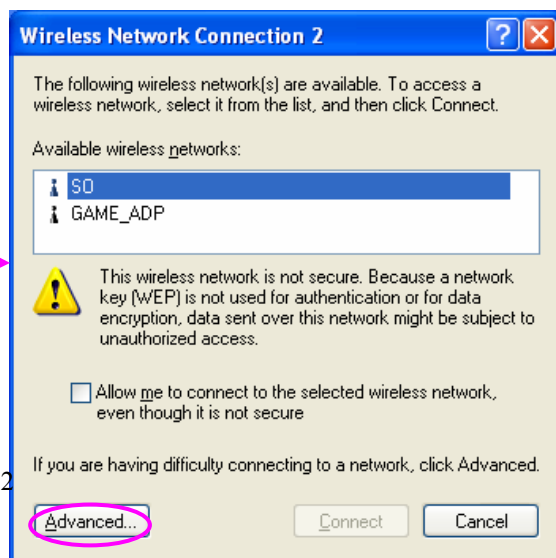 Wireless Network Connection 2
The following wireless network(s) are available. To access a
wireless network, select it from the list, and then click Connect.
Available wireless networks:
SO
GAME_ADP
This wireless network is not secure. Because a network
key (WEP) is not used for authentication or for data
encryption, data sent over this network might be subject to
unauthorized access.
Allow me to connect to the selected wireless network,
even though it is not secure
If you are having difficulty connecting to a network, click Advanced.
2
Advanced... Connect Cancel